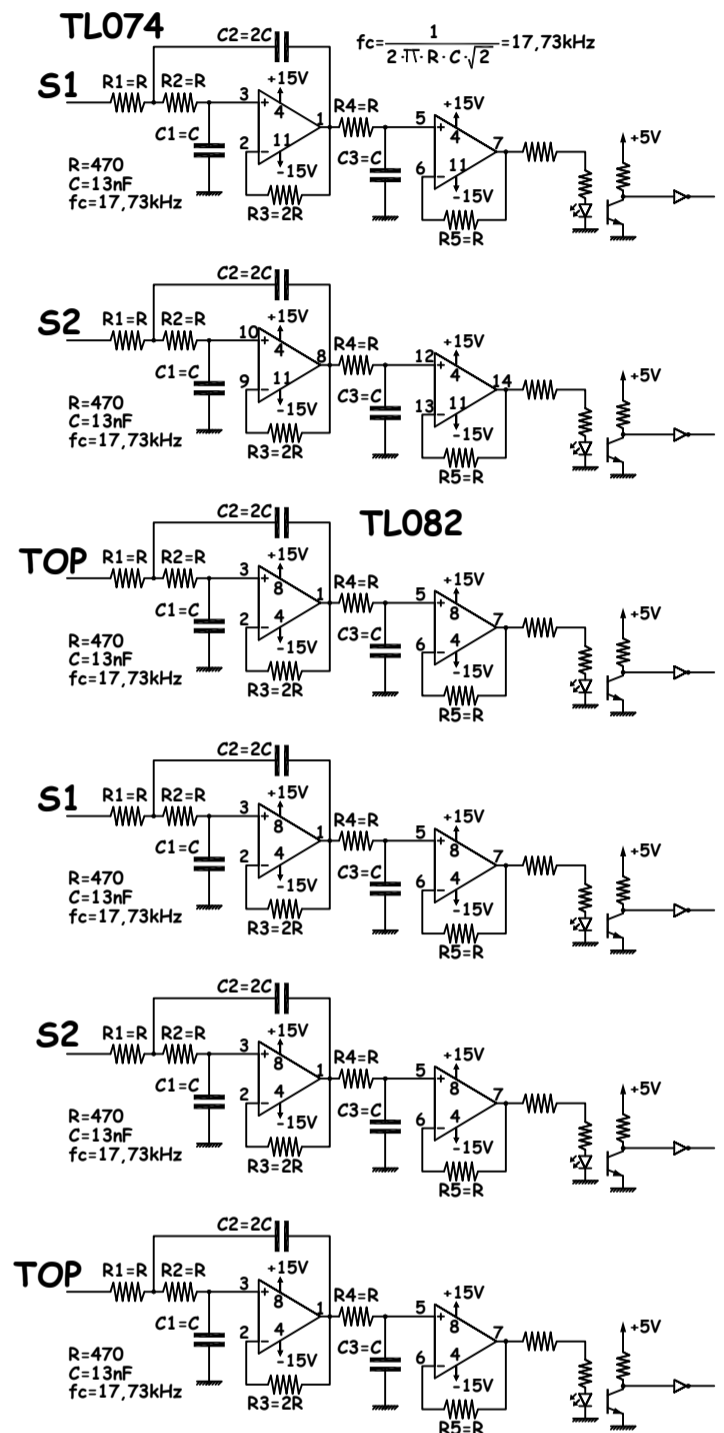 TL074
C2=2C
fc= 1 / 2·π·R·C·√2 =17,73kHz
S1
R1=R
R2=R
+15V
3
4
1
R4=R
5
+15V
4
7
+5V
C1=C
2
11
-15V
C3=C
6
11
-15V
R=470
C=13nF
fc=17,73kHz
R3=2R
R5=R
C2=2C
S2
R1=R
R2=R
+15V
10
4
8
R4=R
12
+15V
4
14
+5V
C1=C
9
11
-15V
C3=C
13
11
-15V
R=470
C=13nF
fc=17,73kHz
R3=2R
R5=R
C2=2C
TL082
TOP
R1=R
R2=R
+15V
3
8
1
R4=R
5
+15V
8
7
+5V
C1=C
2
4
-15V
C3=C
6
4
-15V
R=470
C=13nF
fc=17,73kHz
R3=2R
R5=R
C2=2C
S1
R1=R
R2=R
+15V
3
8
1
R4=R
5
+15V
8
7
+5V
C1=C
2
4
-15V
C3=C
6
4
-15V
R=470
C=13nF
fc=17,73kHz
R3=2R
R5=R
C2=2C
S2
R1=R
R2=R
+15V
3
8
1
R4=R
5
+15V
8
7
+5V
C1=C
2
4
-15V
C3=C
6
4
-15V
R=470
C=13nF
fc=17,73kHz
R3=2R
R5=R
C2=2C
TOP
R1=R
R2=R
+15V
3
8
1
R4=R
5
+15V
8
7
+5V
C1=C
2
4
-15V
C3=C
6
4
-15V
R=470
C=13nF
fc=17,73kHz
R3=2R
R5=R